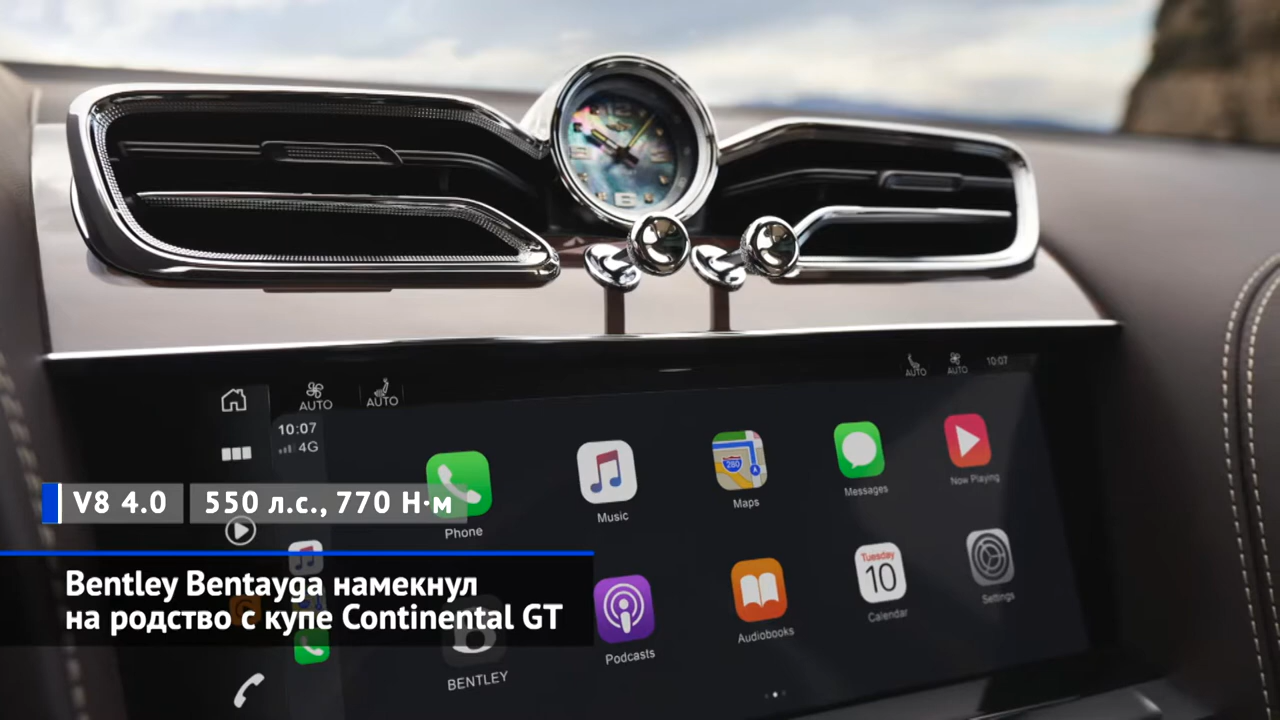 AUTO
AUTO
AUTO
AUTO
10:07
10:07
4G
Phone
Music
Maps
Messages
Now Playing
280
V8 4.0
550 л.с., 770 Н·м
Bentley Bentayga намекнул
на родство с купе Continental GT
BENTLEY
Podcasts
Audiobooks
Tuesday
10
Calendar
Settings